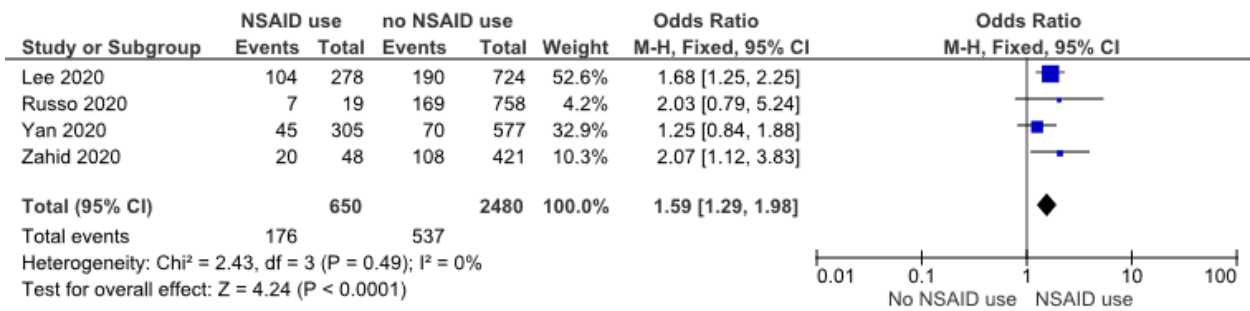 NSAID use no NSAID use Odds Ratio Odds Ratio
Study or Subgroup Events Total Events Total Weight M-H, Fixed, 95% CI M-H, Fixed, 95% CI
Lee 2020 104 278 190 724 52.6% 1.68 [1.25, 2.25]
Russo 2020 7 19 169 758 4.2% 2.03 [0.79, 5.24]
Yan 2020 45 305 70 577 32.9% 1.25 [0.84, 1.88]
Zahid 2020 20 48 108 421 10.3% 2.07 [1.12, 3.83]
Total (95% CI) 650 2480 100.0% 1.59 [1.29, 1.98]
Total events 176 537
Heterogeneity: Chi² = 2.43, df = 3 (P = 0.49); I² = 0%
Test for overall effect: Z = 4.24 (P < 0.0001)
0.01 0.1 1 10 100
No NSAID use NSAID use